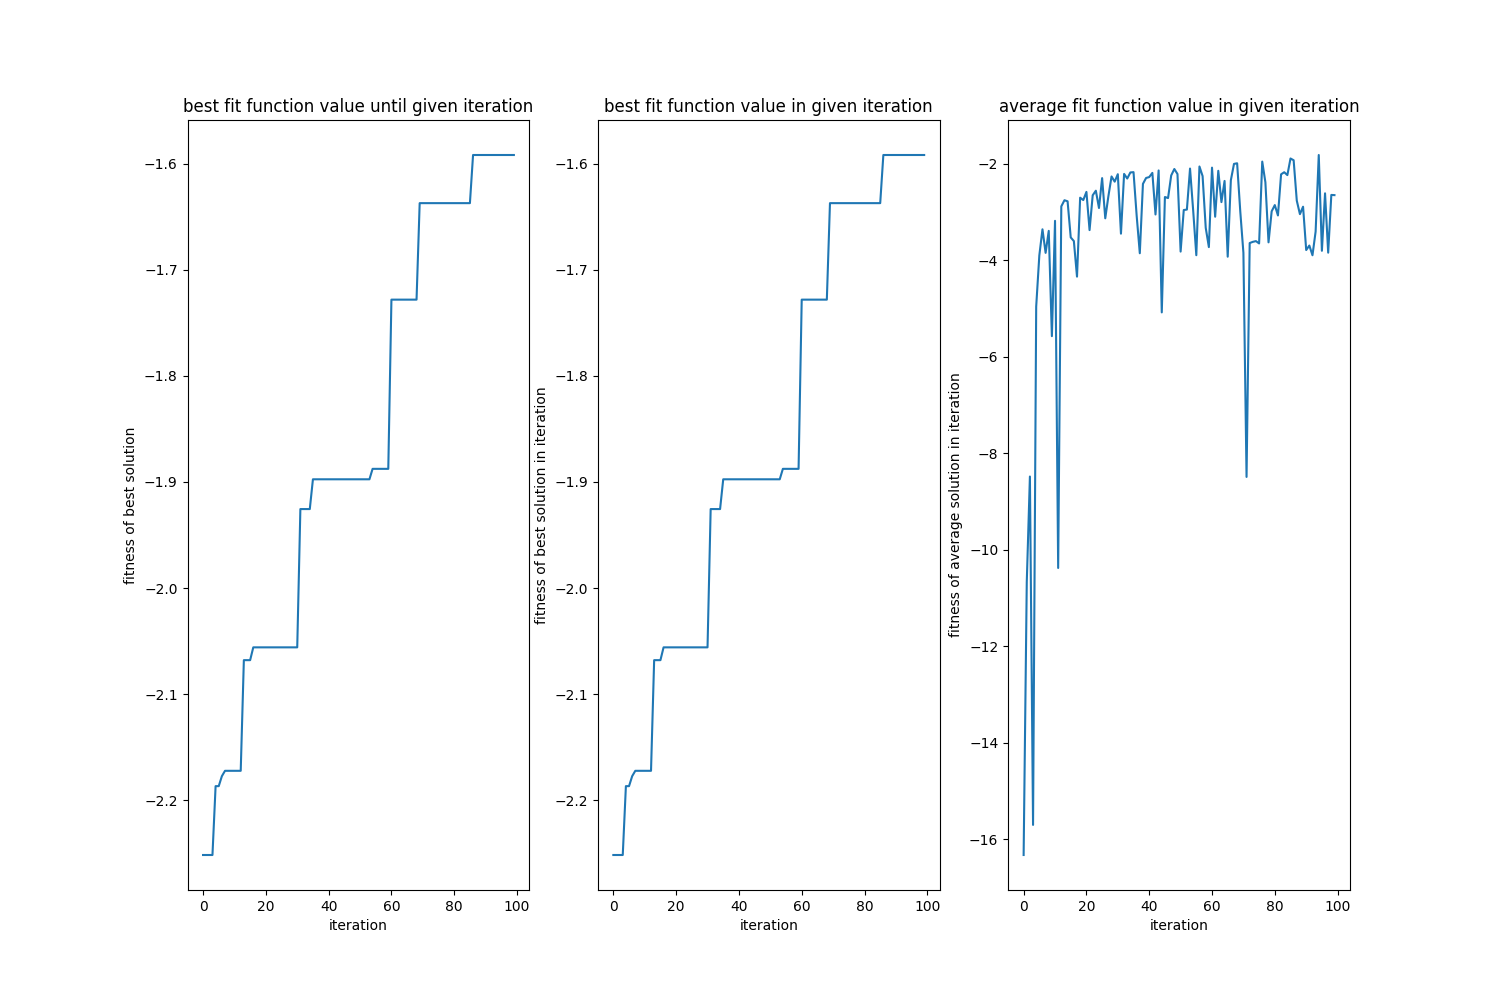 best fit function value until given iteration
fitness of best solution
−1.6
−1.7
−1.8
−1.9
−2.0
−2.1
−2.2
0 20 40 60 80 100
iteration
best fit function value in given iteration
fitness of best solution in iteration
−1.6
−1.7
−1.8
−1.9
−2.0
−2.1
−2.2
0 20 40 60 80 100
iteration
average fit function value in given iteration
fitness of average solution in iteration
−2
−4
−6
−8
−10
−12
−14
−16
0 20 40 60 80 100
iteration